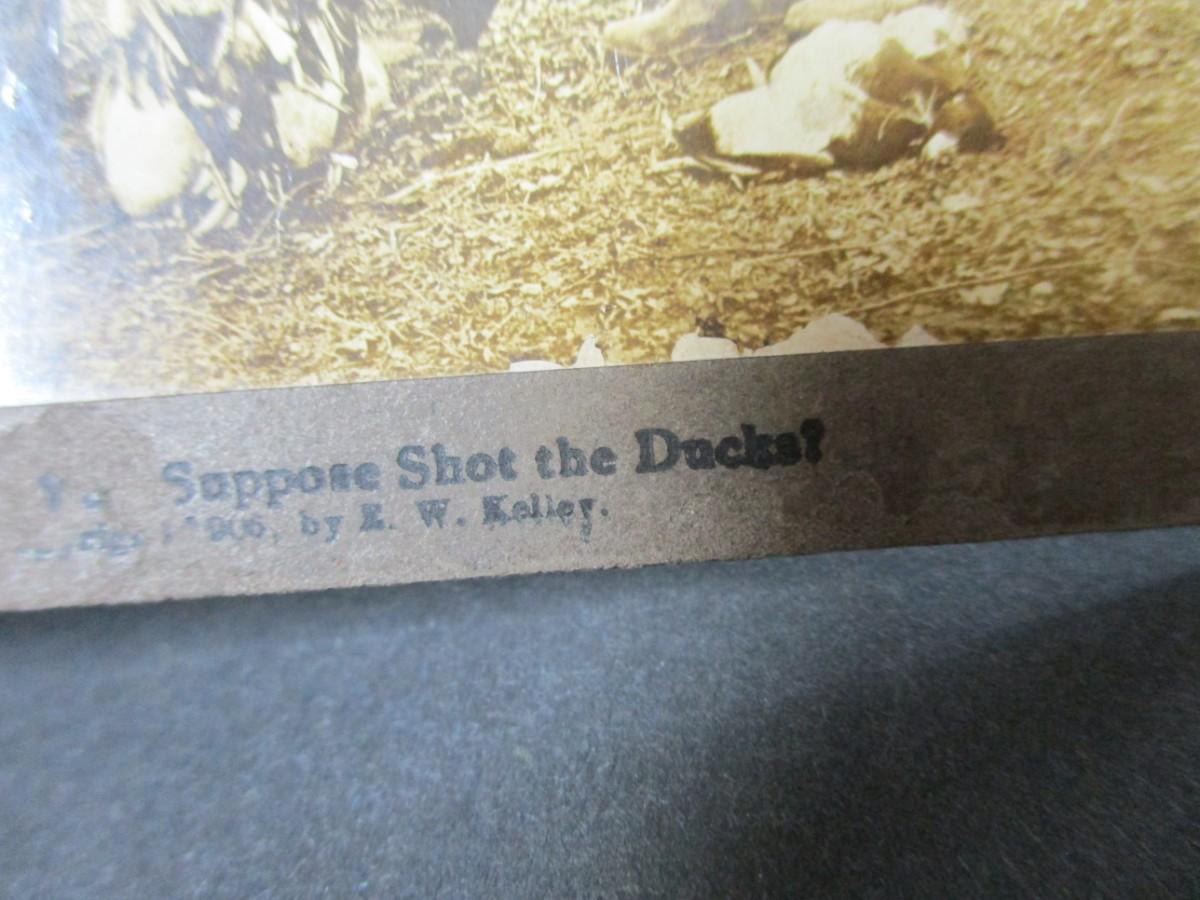 Suppose Shot the Ducks?
1906, by E. W. Kelley.